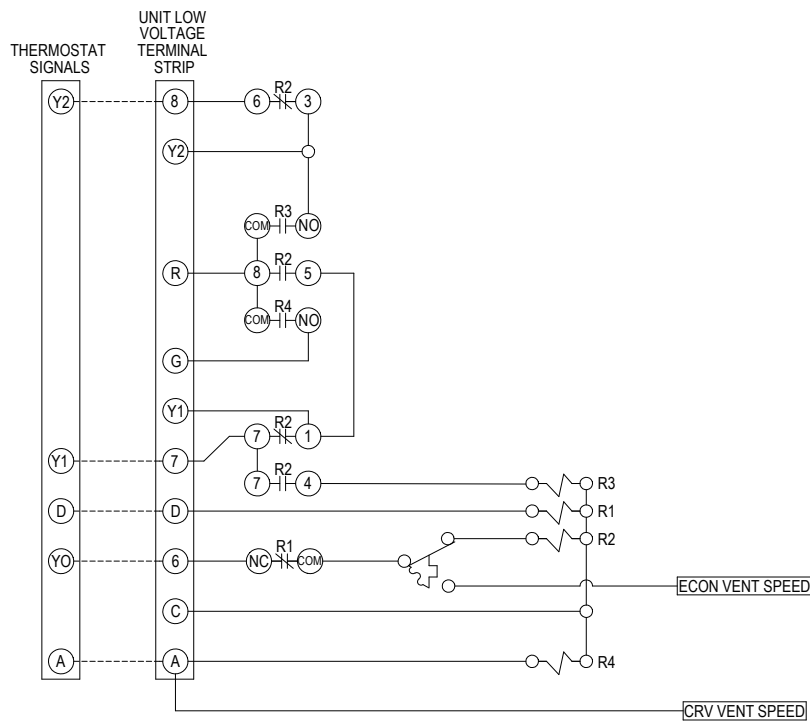 UNIT LOW
VOLTAGE
TERMINAL
STRIP
THERMOSTAT
SIGNALS
Y2 8 6 R2 3
Y2
COM R3 NO
R 8 R2 5
COM R4 NO
G
Y1
7 R2 1
Y1 7
7 R2 4 R3
D D R1
R2
YO 6 NC R1 COM
ECON VENT SPEED
C
A A R4
CRV VENT SPEED